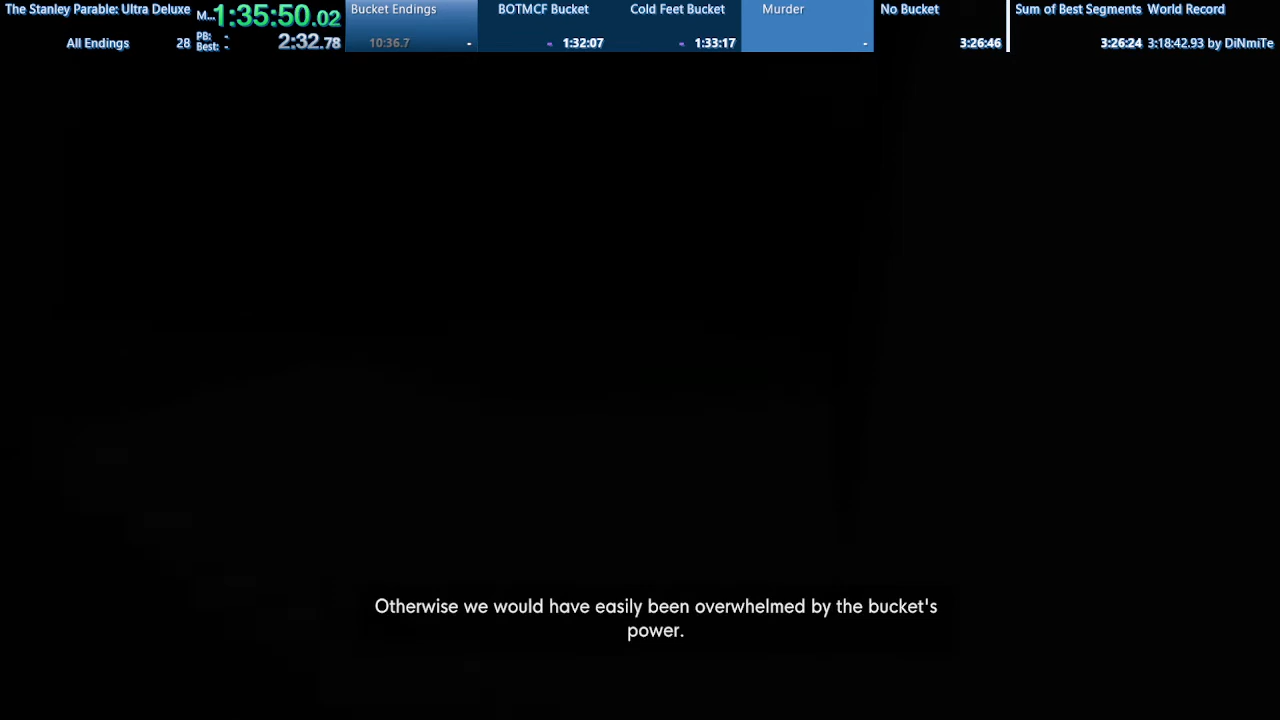 The Stanley Parable: Ultra Deluxe
All Endings 28
M... 1:35:50.02
PB: -
Best: -
2:32.78
Bucket Endings
10:36.7 -
BOTMCF Bucket
- 1:32:07
Cold Feet Bucket
- 1:33:17
Murder
-
No Bucket
3:26:46
Sum of Best Segments
3:26:24
World Record
3:18:42.93 by DiNmiTe
Otherwise we would have easily been overwhelmed by the bucket's
power.